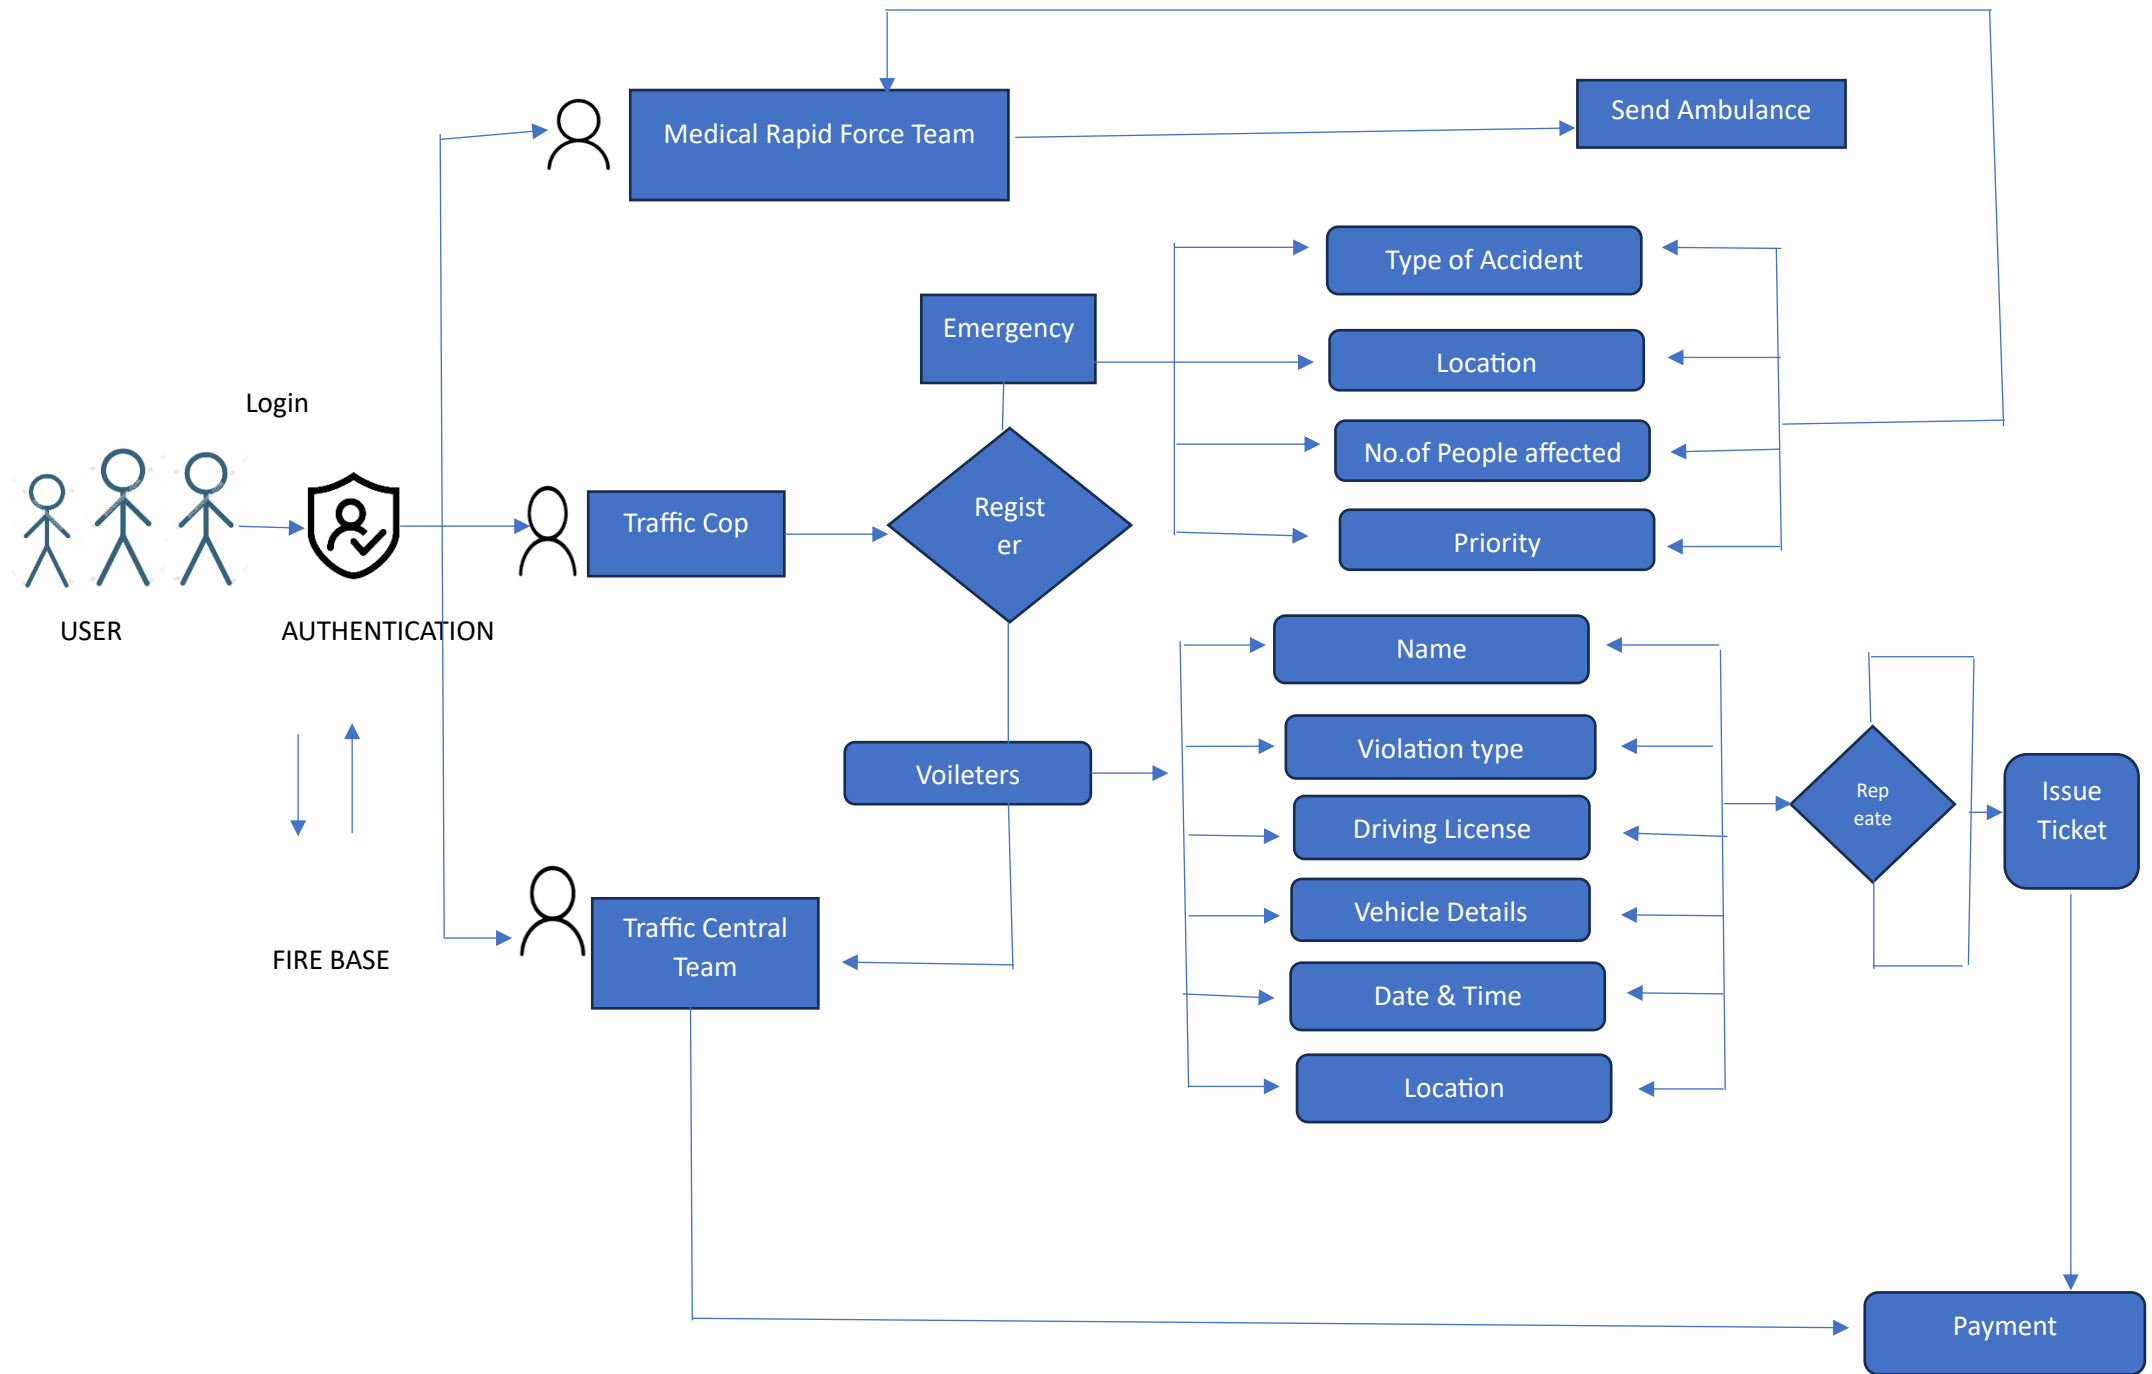 Medical Rapid Force Team
Send Ambulance
Type of Accident
Emergency
Location
Login
No.of People affected
Regist
er
Traffic Cop
Priority
USER
AUTHENTICATION
Name
Violation type
Voileters
Rep
eate
Issue
Ticket
Driving License
Vehicle Details
Traffic Central
Team
FIRE BASE
Date & Time
Location
Payment